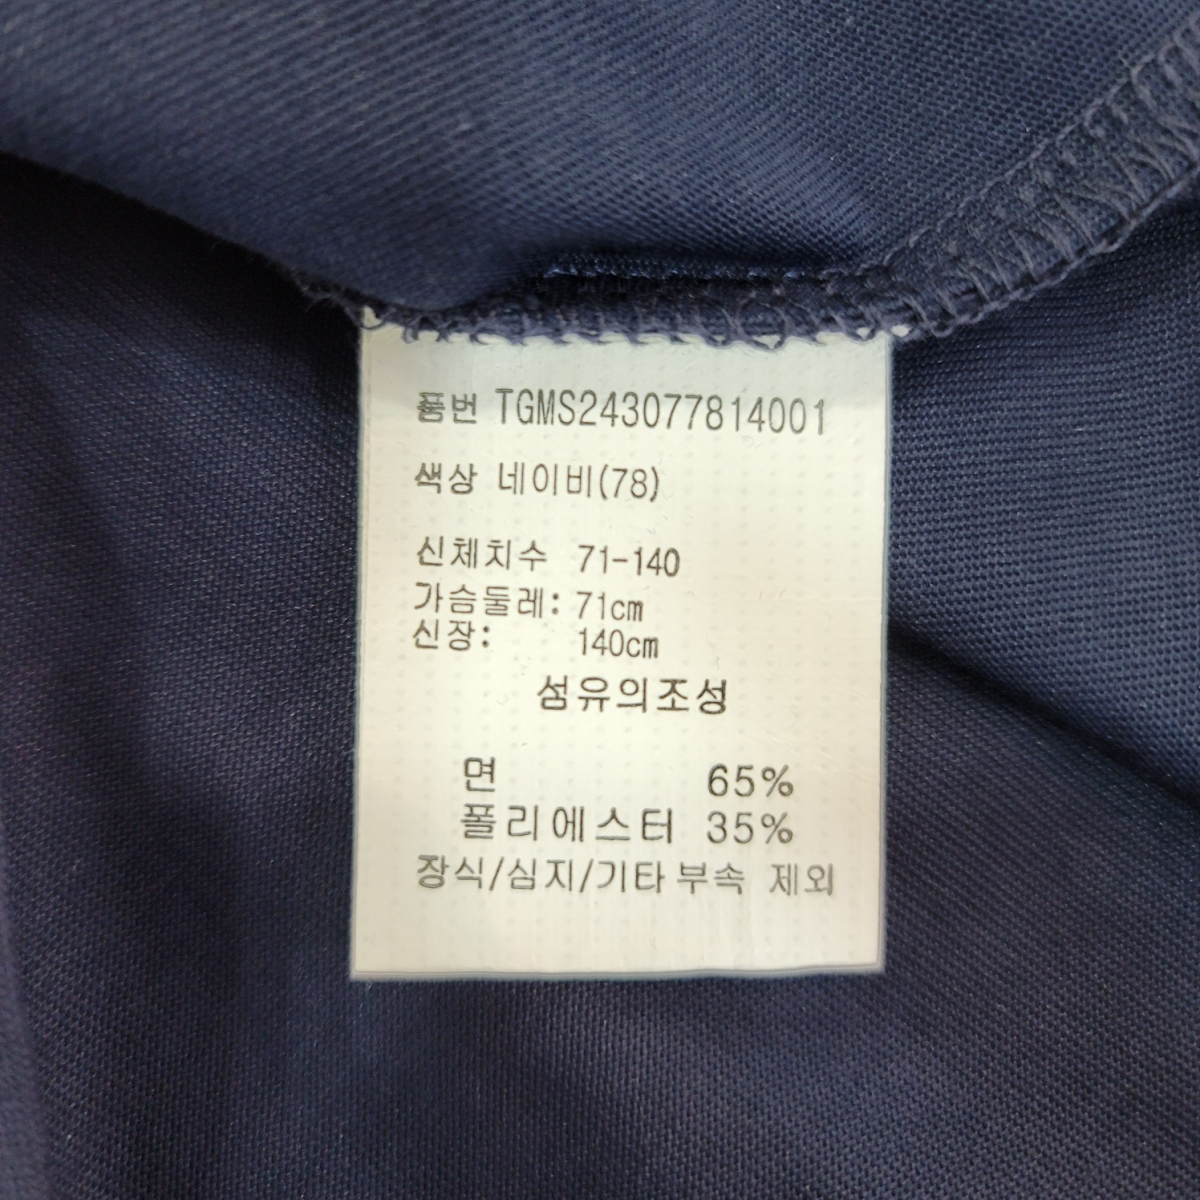 품번 TGMS243077814001
색상 네이비(78)
신체치수 71-140
가슴둘레: 71cm
신장: 140cm
섬유의조성
면 65%
폴리에스터 35%
장식/심지/기타부속 제외